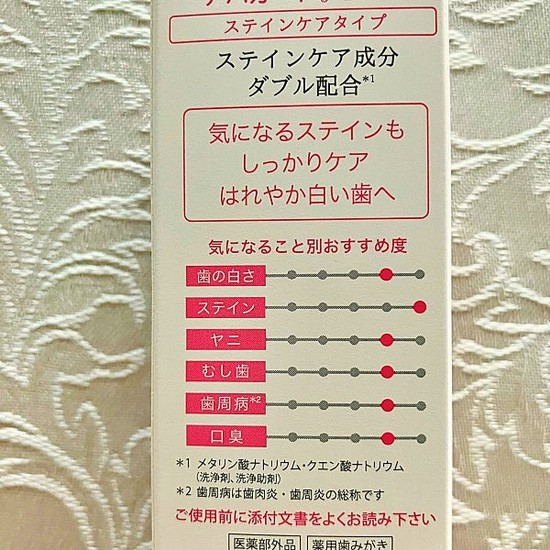 ステインケアタイプ
ステインケア成分
ダブル配合*1
気になるステインも
しっかりケア
はれやか白い歯へ
気になること別おすすめ度
歯の白さ
ステイン
ヤニ
むし歯
歯周病*2
口臭
*1 メタリン酸ナトリウム・クエン酸ナトリウム
(洗浄剤、洗浄助剤)
*2 歯周病は歯肉炎・歯周炎の総称です
ご使用前に添付文書をよくお読み下さい
医薬部外品 薬用歯みがき